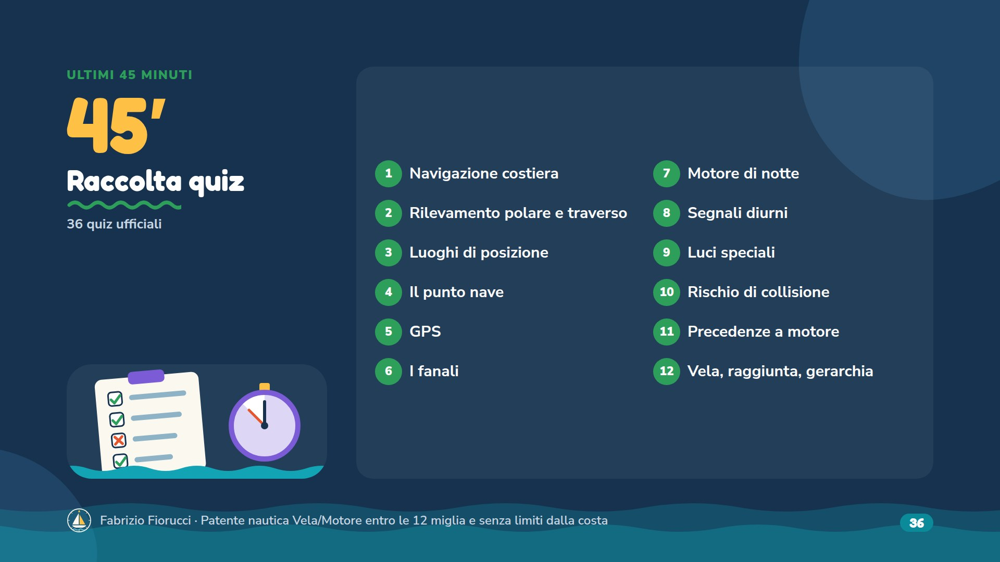 ULTIMI 45 MINUTI
45′
Raccolta quiz
36 quiz ufficiali
1 Navigazione costiera
2 Rilevamento polare e traverso
3 Luoghi di posizione
4 Il punto nave
5 GPS
6 I fanali
7 Motore di notte
8 Segnali diurni
9 Luci speciali
10 Rischio di collisione
11 Precedenze a motore
12 Vela, raggiunta, gerarchia
Fabrizio Fiorucci · Patente nautica Vela/Motore entro le 12 miglia e senza limiti dalla costa
36